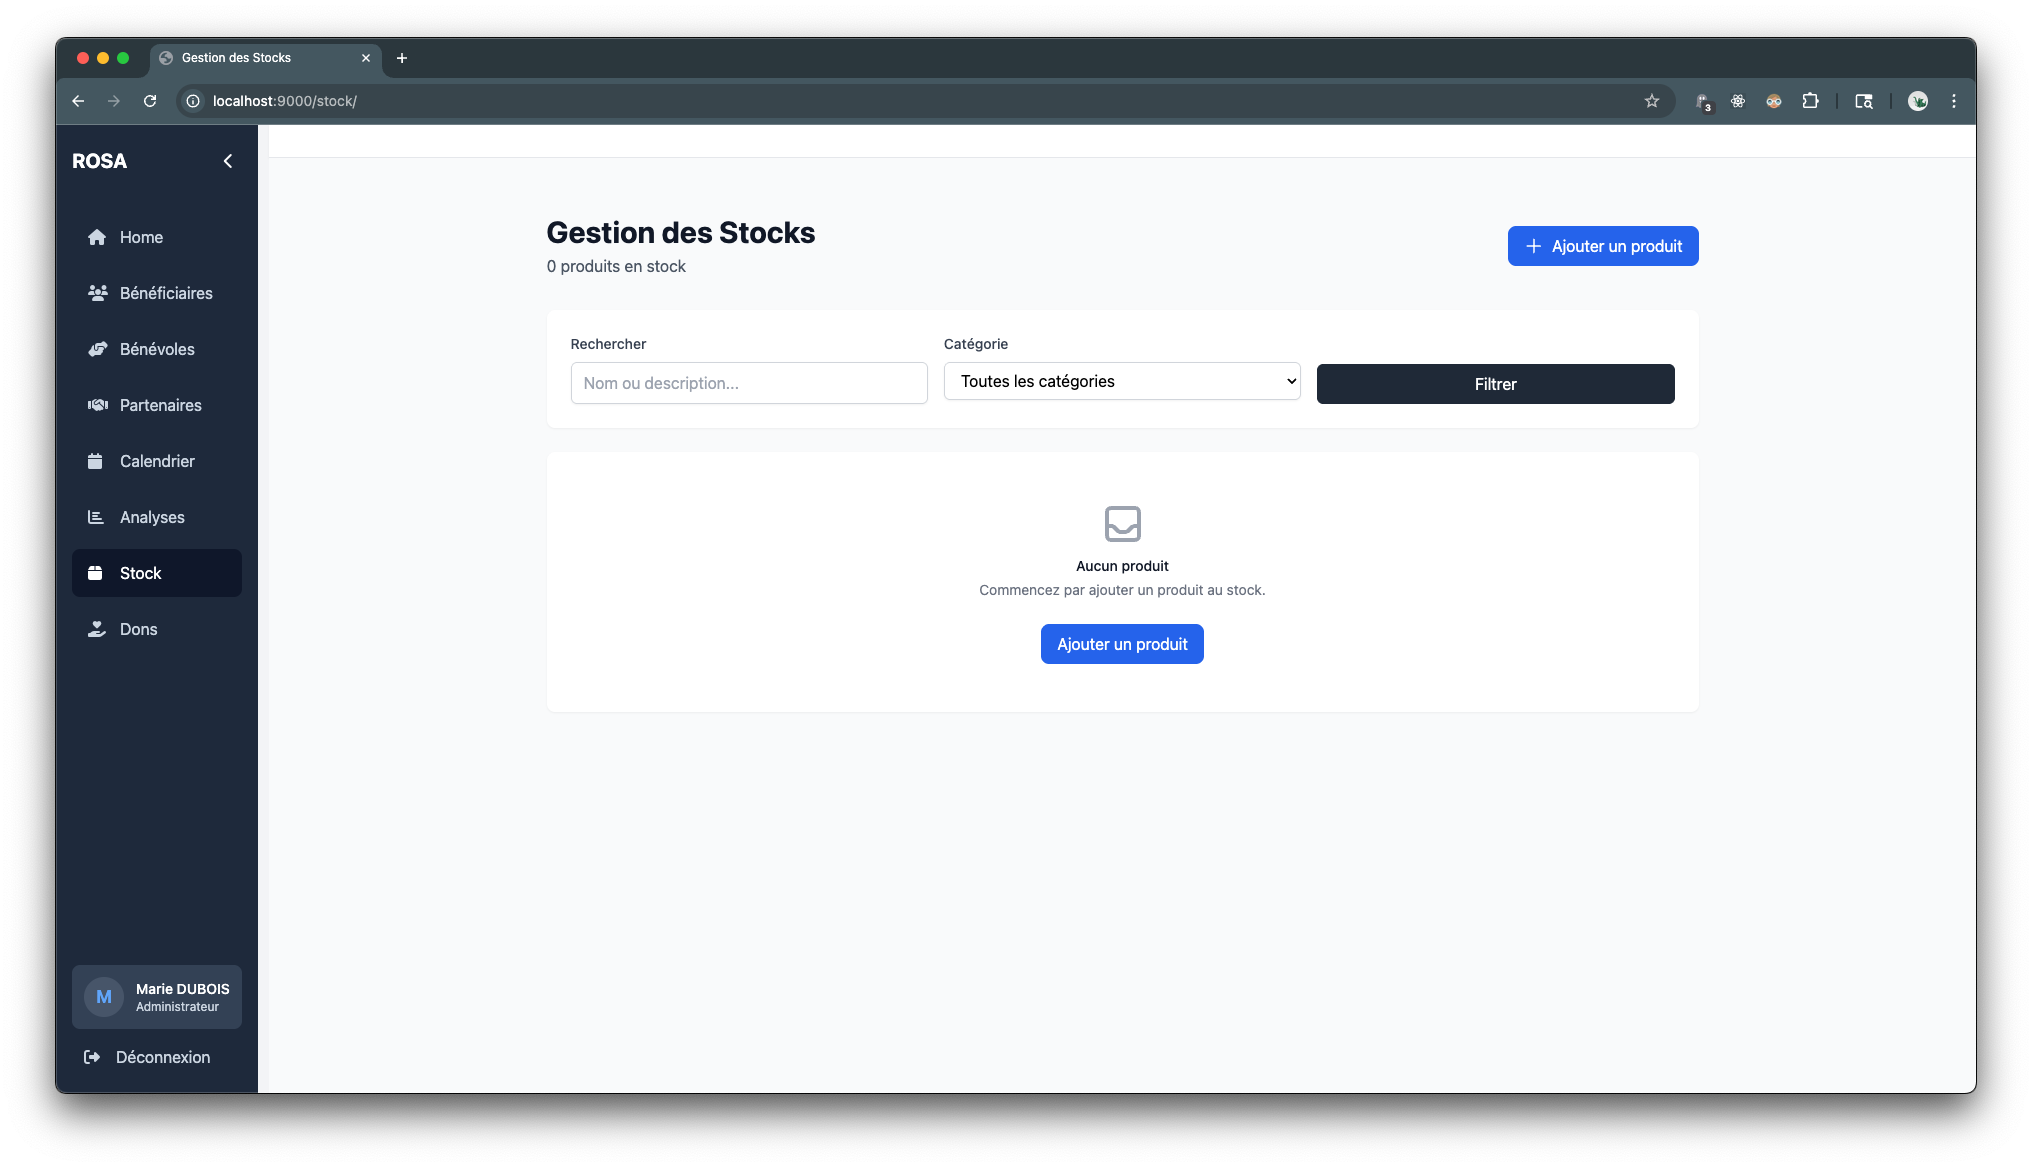 Gestion des Stocks
localhost:9000/stock/
3
ROSA
Home
Bénéficiaires
Bénévoles
Partenaires
Calendrier
Analyses
Stock
Dons
M
Marie DUBOIS
Administrateur
Déconnexion
Gestion des Stocks
0 produits en stock
Ajouter un produit
Rechercher
Nom ou description...
Catégorie
Toutes les catégories
Filtrer
Aucun produit
Commencez par ajouter un produit au stock.
Ajouter un produit